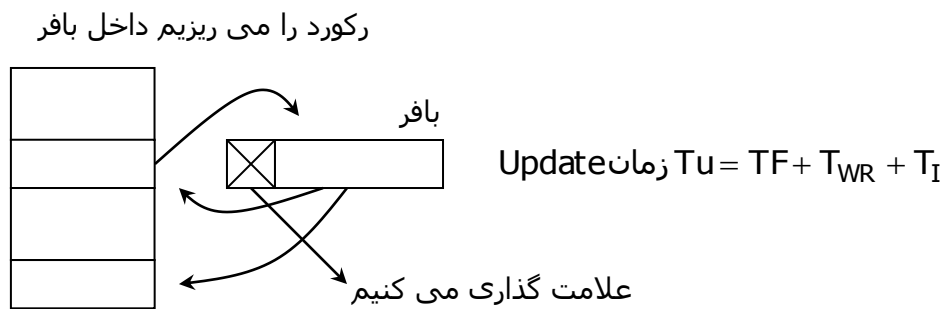 رکورد را می ریزیم داخل بافر
بافر
زمان Update Tu = TF + T_WR + T_I
علامت گذاری می کنیم